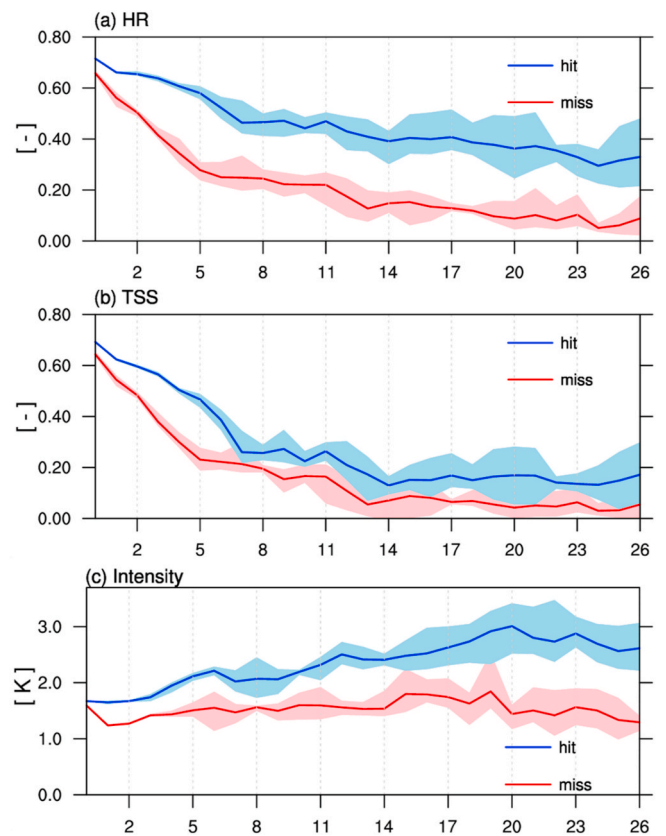 (a) HR
0.80
0.60
0.40
0.20
0.00
[ - ]
hit
miss
2 5 8 11 14 17 20 23 26
(b) TSS
0.80
0.60
0.40
0.20
0.00
[ - ]
hit
miss
2 5 8 11 14 17 20 23 26
(c) Intensity
3.0
2.0
1.0
0.0
[ K ]
hit
miss
2 5 8 11 14 17 20 23 26